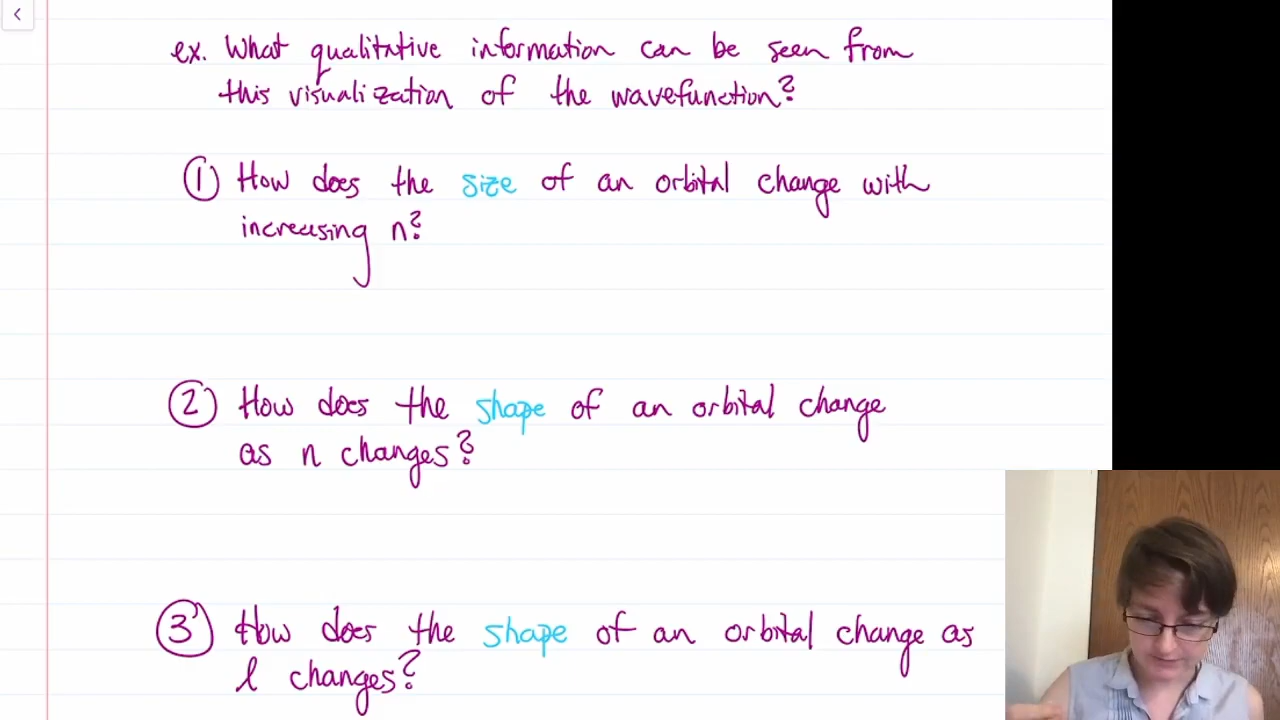 ex. What qualitative information can be seen from
this visualization of the wavefunction?
① How does the size of an orbital change with
increasing n?
② How does the shape of an orbital change
as n changes?
③ How does the shape of an orbital change as
l changes?